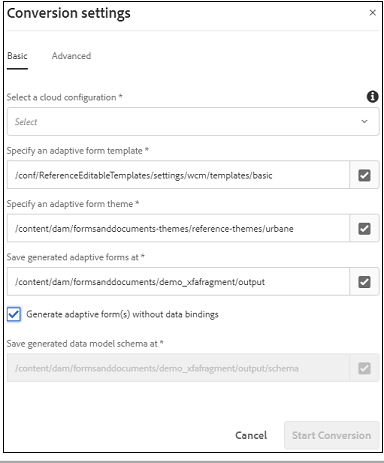 Conversion settings
Basic Advanced
Select a cloud configuration *
Select
Specify an adaptive form template *
/conf/ReferenceEditableTemplates/settings/wcm/templates/basic
Specify an adaptive form theme *
/content/dam/formsanddocuments-themes/reference-themes/urbane
Save generated adaptive forms at *
/content/dam/formsanddocuments/demo_xfafragment/output
Generate adaptive form(s) without data bindings
Save generated data model schema at *
/content/dam/formsanddocuments/demo_xfafragment/output/schema
Cancel Start Conversion